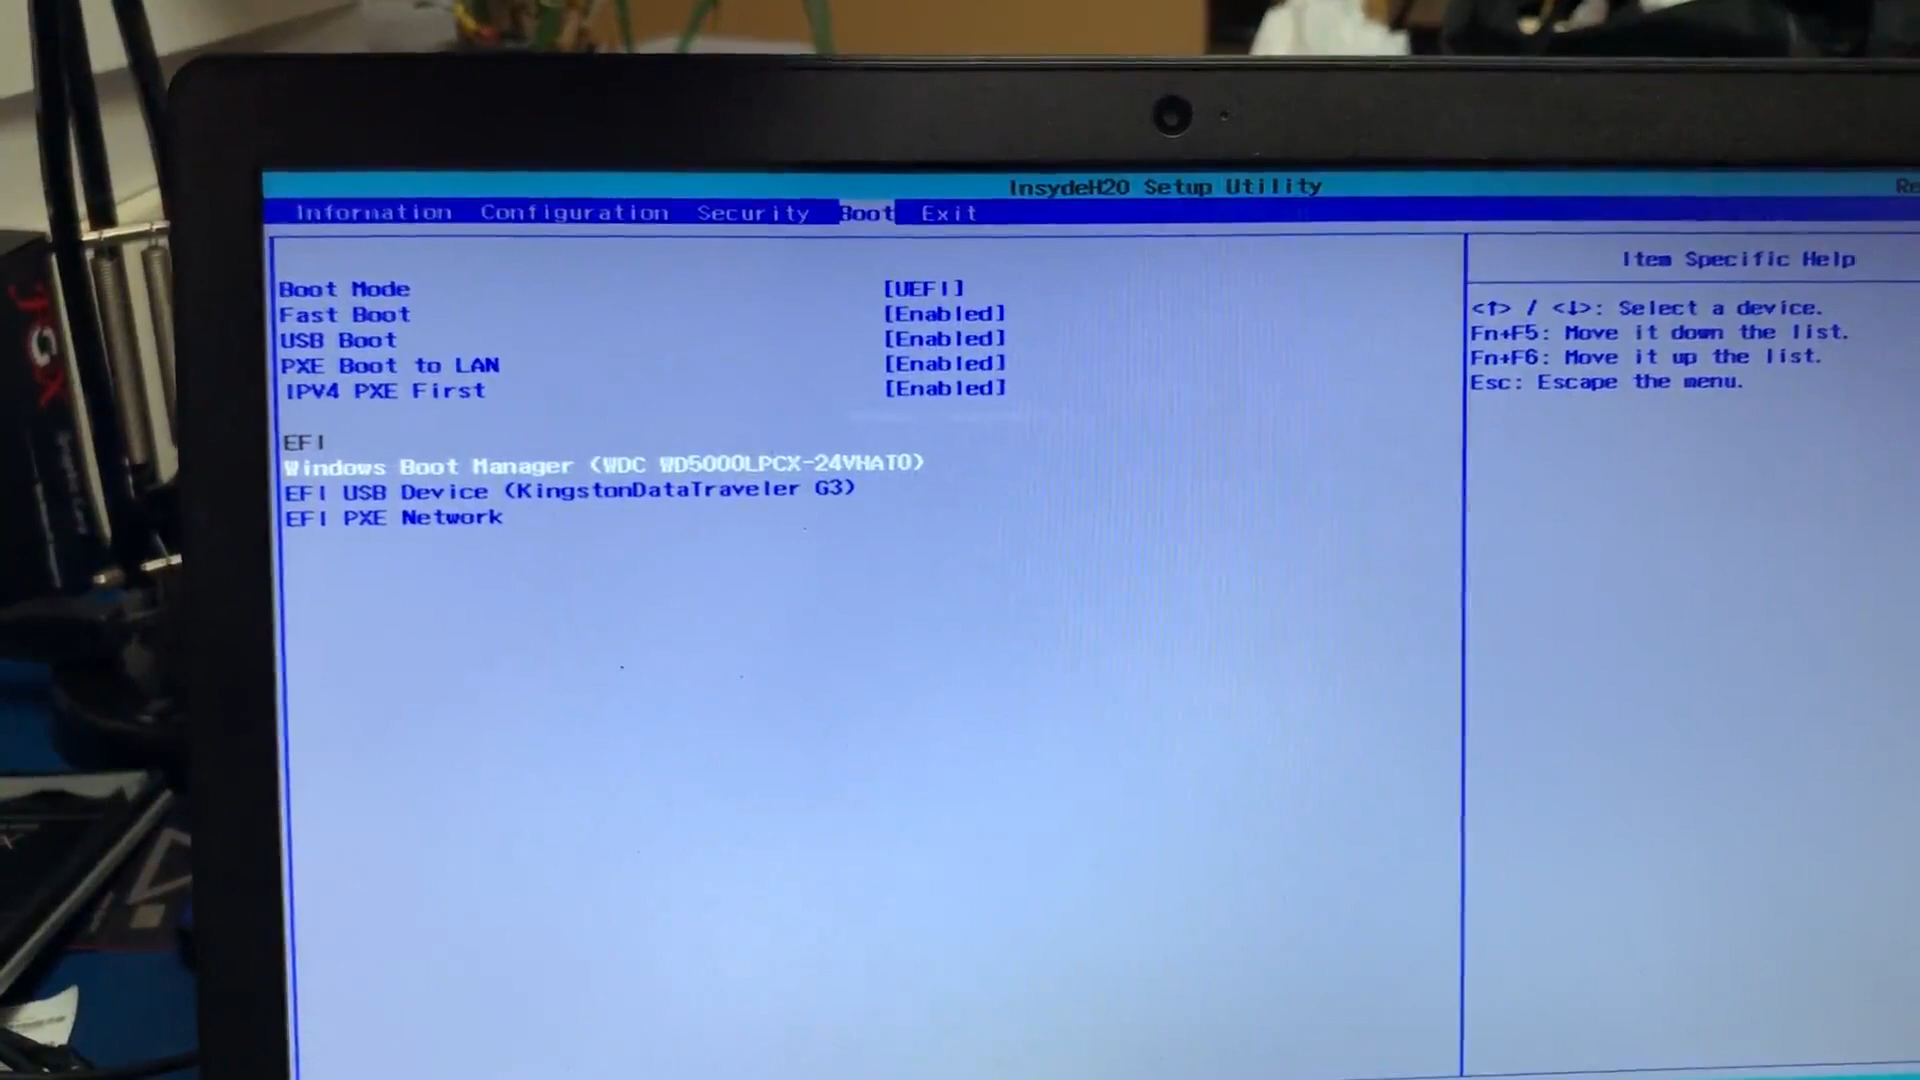 InsydeH20 Setup Utility
Information Configuration Security Boot Exit
Item Specific Help
Boot Mode [UEFI]
Fast Boot [Enabled]
USB Boot [Enabled]
PXE Boot to LAN [Enabled]
IPV4 PXE First [Enabled]
EFI
Windows Boot Manager (WDC WD5000LPCX-24VHAT0)
EFI USB Device (KingstonDataTraveler G3)
EFI PXE Network
<↑> / <↓>: Select a device.
Fn+F5: Move it down the list.
Fn+F6: Move it up the list.
Esc: Escape the menu.